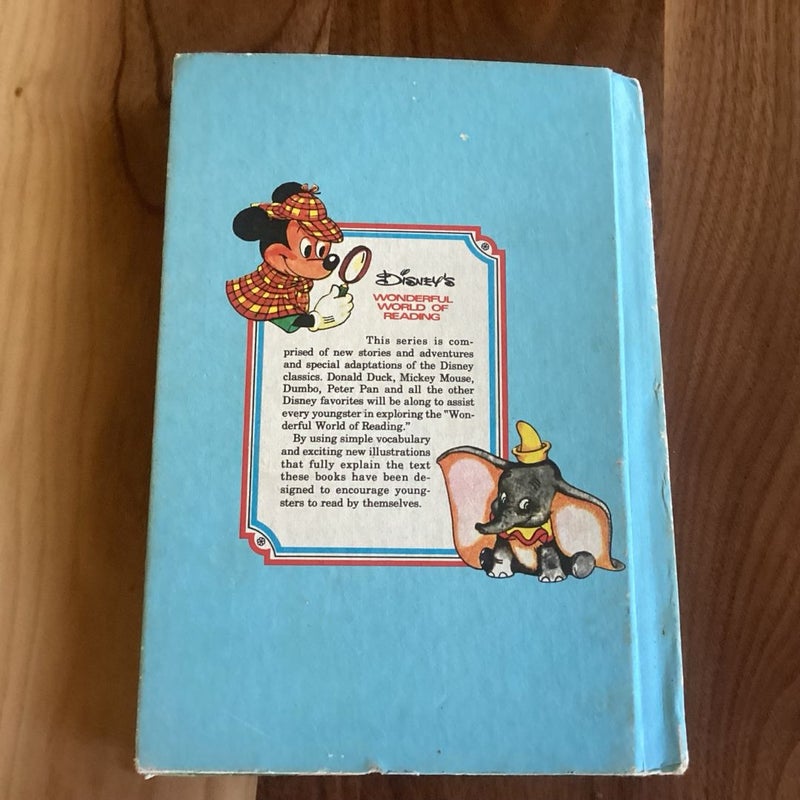 Disney's
WONDERFUL
WORLD OF
READING
This series is com-
prised of new stories and adventures
and special adaptations of the Disney
classics. Donald Duck, Mickey Mouse,
Dumbo, Peter Pan and all the other
Disney favorites will be along to assist
every youngster in exploring the "Won-
derful World of Reading."
By using simple vocabulary
and exciting new illustrations
that fully explain the text
these books have been de-
signed to encourage young-
sters to read by themselves.